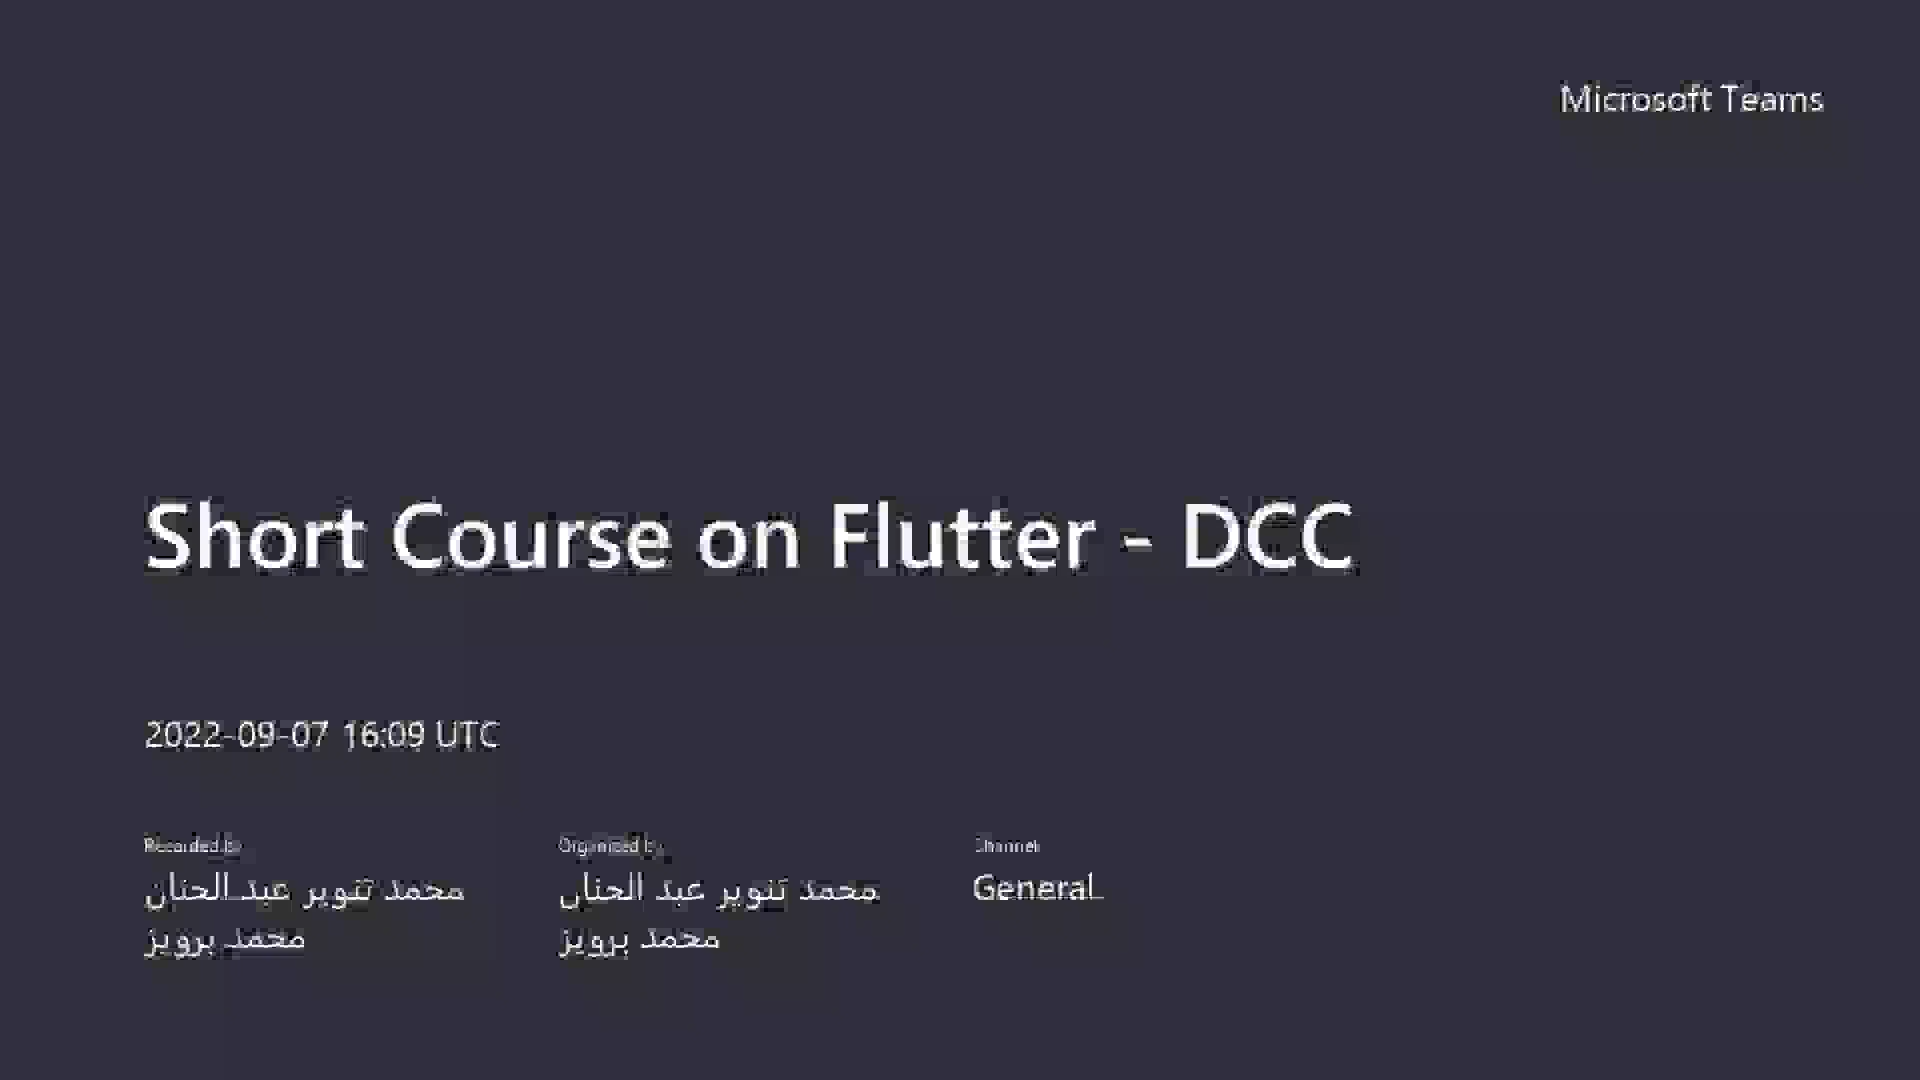 Microsoft Teams
Short Course on Flutter - DCC
2022-09-07 16:09 UTC
Recorded by
محمد تنوير عبد الحنان
محمد برويز
Organized by
محمد تنوير عبد الحنان
محمد برويز
Channel
General